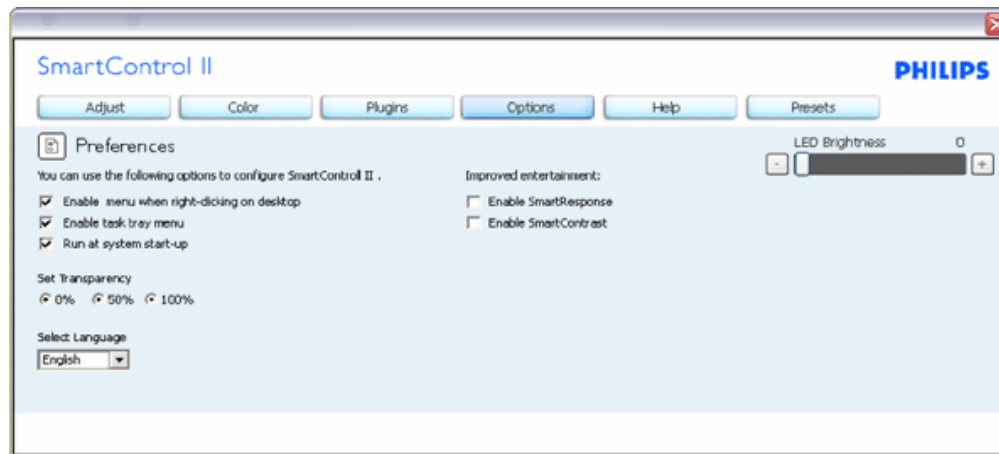 SmartControl II
PHILIPS
Adjust Color Plugins Options Help Presets
Preferences
LED Brightness 0
- +
You can use the following options to configure SmartControl II .
Enable menu when right-clicking on desktop
Enable task tray menu
Run at system start-up
Improved entertainment:
Enable SmartResponse
Enable SmartContrast
Set Transparency
0% 50% 100%
Select Language
English